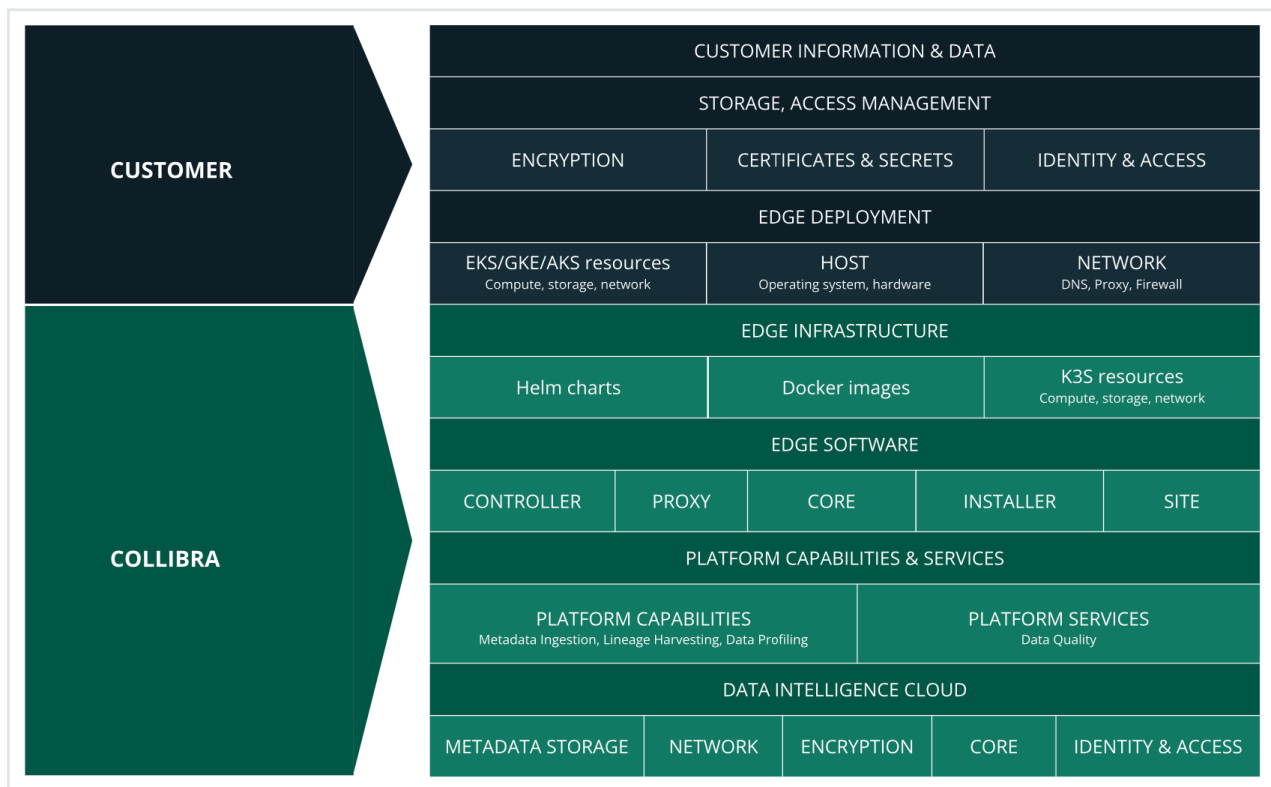 CUSTOMER
CUSTOMER INFORMATION & DATA
STORAGE, ACCESS MANAGEMENT
ENCRYPTION
CERTIFICATES & SECRETS
IDENTITY & ACCESS
EDGE DEPLOYMENT
EKS/GKE/AKS resources
Compute, storage, network
HOST
Operating system, hardware
NETWORK
DNS, Proxy, Firewall
COLLIBRA
EDGE INFRASTRUCTURE
Helm charts
Docker images
K3S resources
Compute, storage, network
EDGE SOFTWARE
CONTROLLER
PROXY
CORE
INSTALLER
SITE
PLATFORM CAPABILITIES & SERVICES
PLATFORM CAPABILITIES
Metadata Ingestion, Lineage Harvesting, Data Profiling
PLATFORM SERVICES
Data Quality
DATA INTELLIGENCE CLOUD
METADATA STORAGE
NETWORK
ENCRYPTION
CORE
IDENTITY & ACCESS